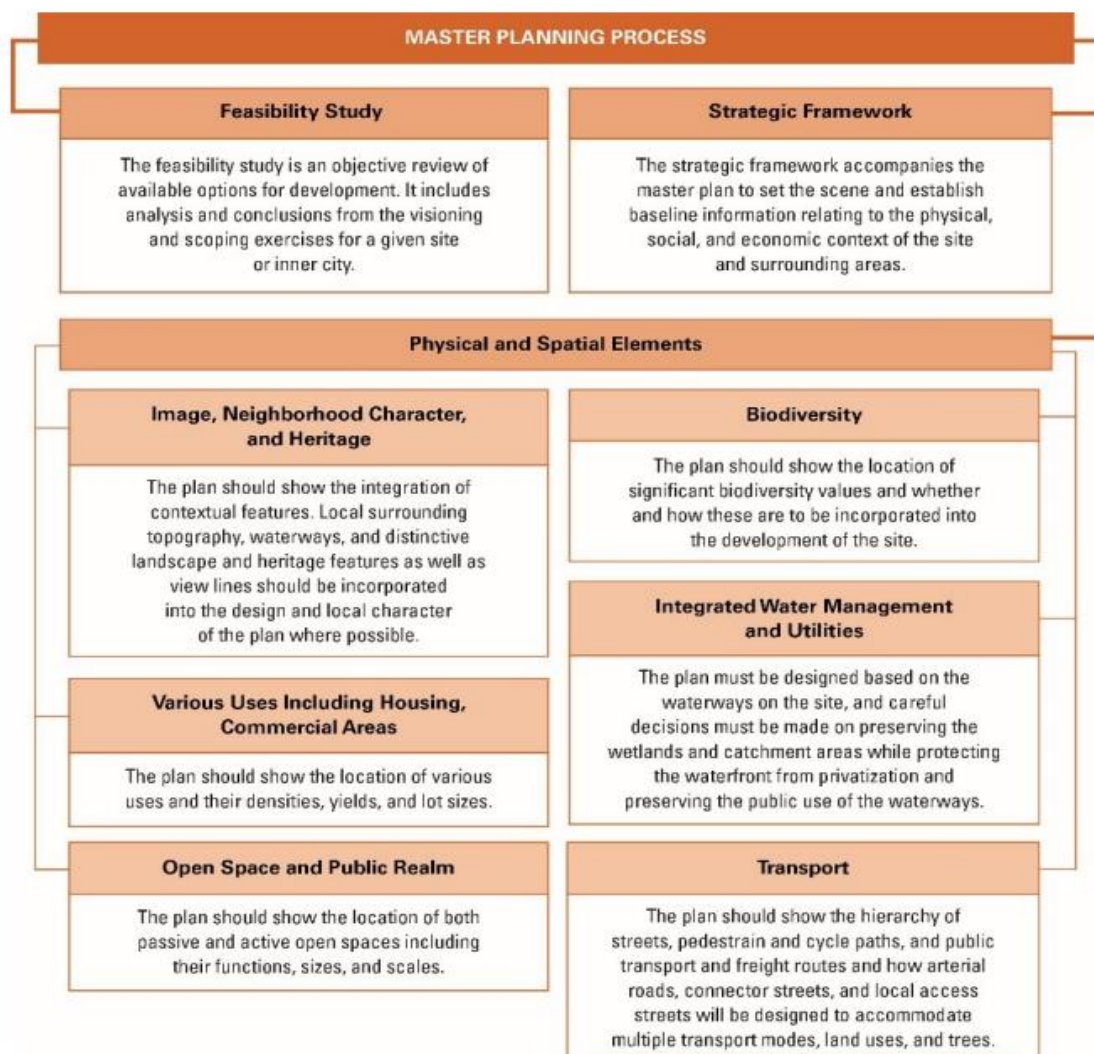 MASTER PLANNING PROCESS
Feasibility Study
The feasibility study is an objective review of
available options for development. It includes
analysis and conclusions from the visioning
and scoping exercises for a given site
or inner city.
Strategic Framework
The strategic framework accompanies the
master plan to set the scene and establish
baseline information relating to the physical,
social, and economic context of the site
and surrounding areas.
Physical and Spatial Elements
Image, Neighborhood Character,
and Heritage
The plan should show the integration of
contextual features. Local surrounding
topography, waterways, and distinctive
landscape and heritage features as well as
view lines should be incorporated
into the design and local character
of the plan where possible.
Various Uses Including Housing,
Commercial Areas
The plan should show the location of various
uses and their densities, yields, and lot sizes.
Open Space and Public Realm
The plan should show the location of both
passive and active open spaces including
their functions, sizes, and scales.
Biodiversity
The plan should show the location of
significant biodiversity values and whether
and how these are to be incorporated into
the development of the site.
Integrated Water Management
and Utilities
The plan must be designed based on the
waterways on the site, and careful
decisions must be made on preserving the
wetlands and catchment areas while protecting
the waterfront from privatization and
preserving the public use of the waterways.
Transport
The plan should show the hierarchy of
streets, pedestrain and cycle paths, and public
transport and freight routes and how arterial
roads, connector streets, and local access
streets will be designed to accommodate
multiple transport modes, land uses, and trees.